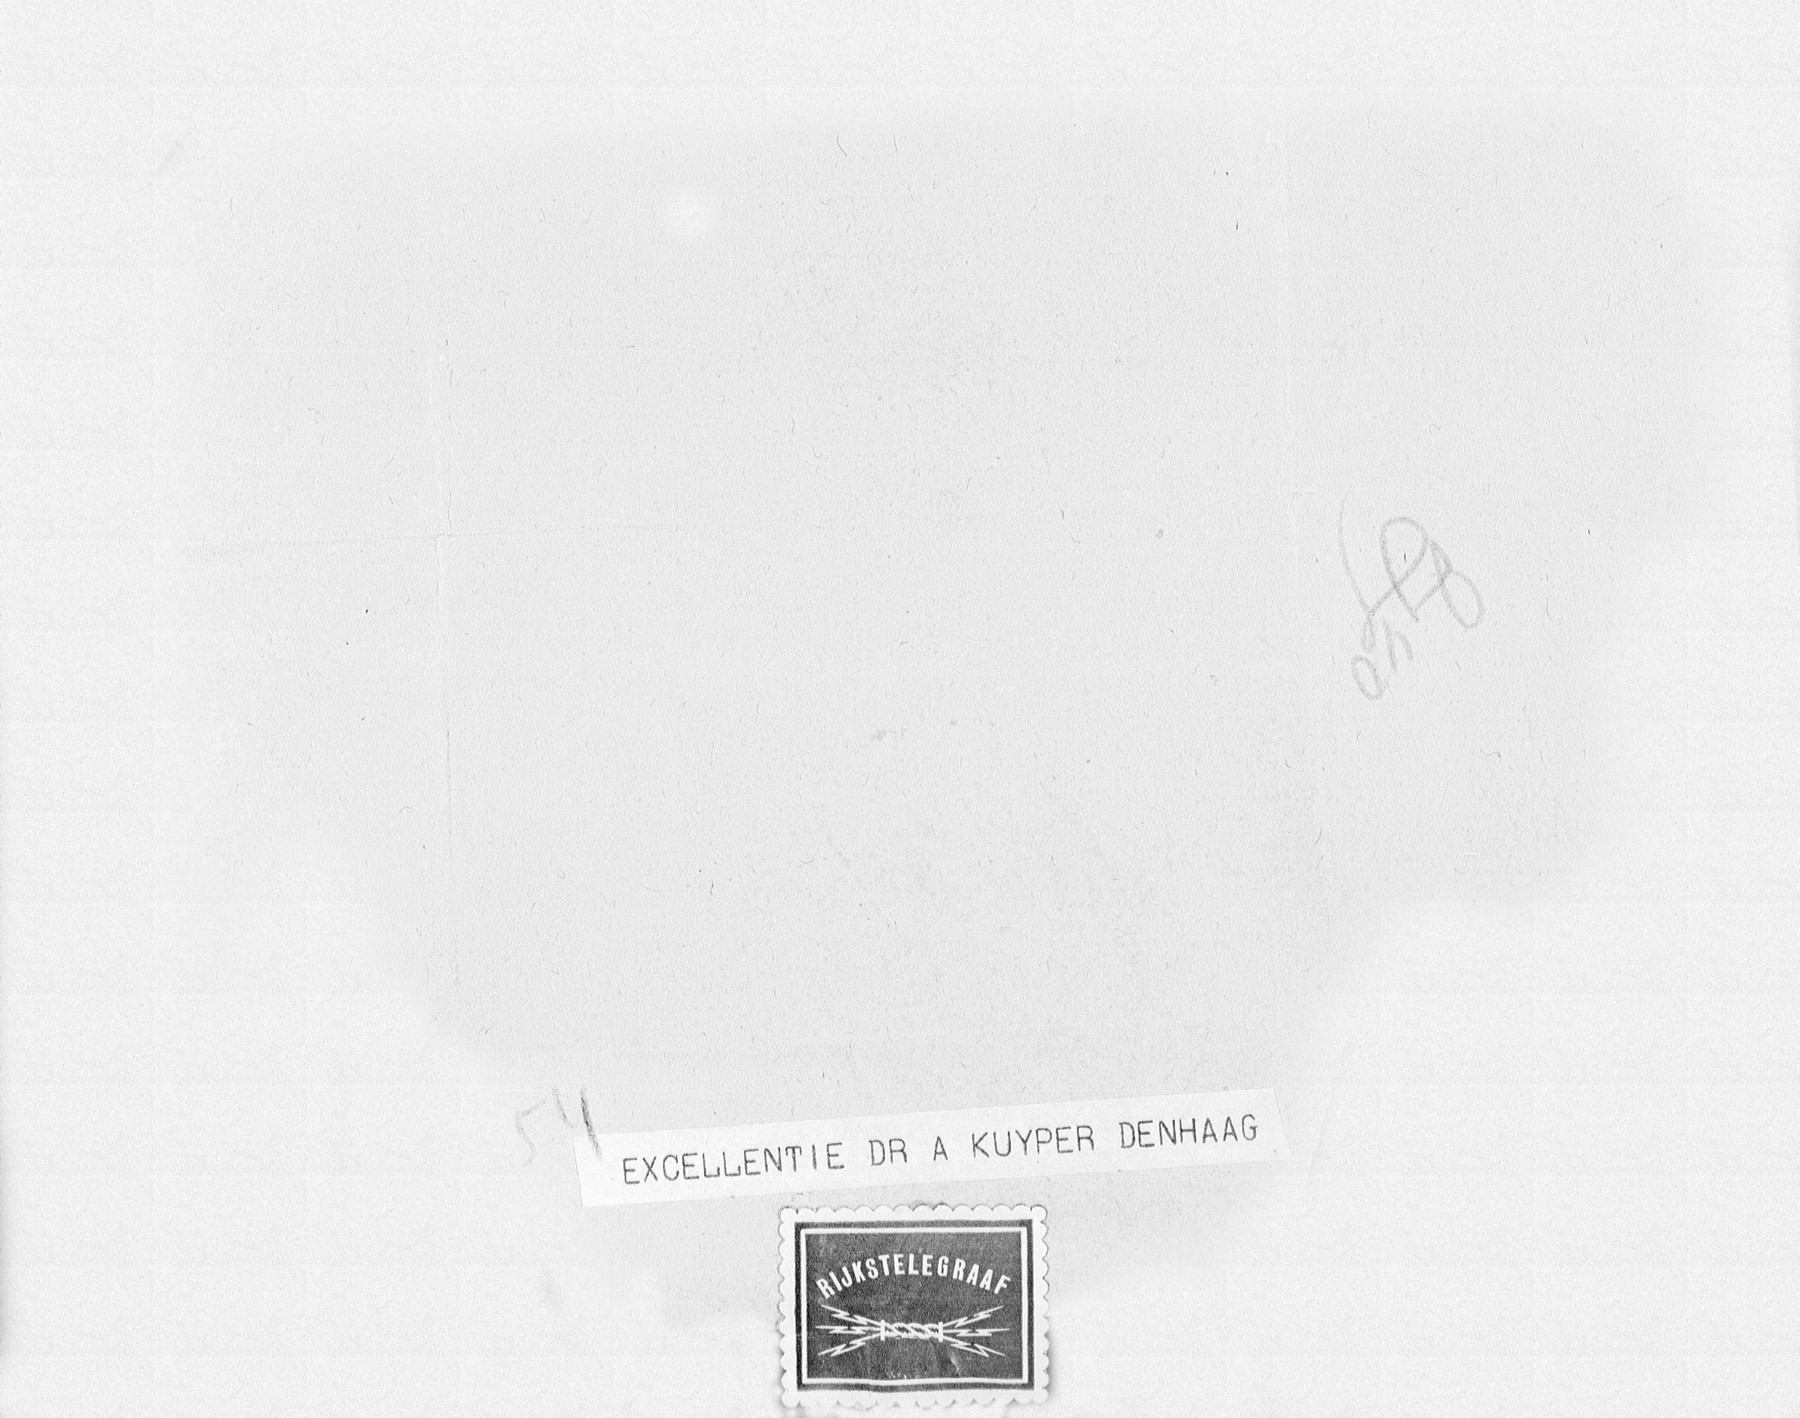 54
EXCELLENTIE DR A KUYPER DENHAAG
RIJKSTELEGRAAF